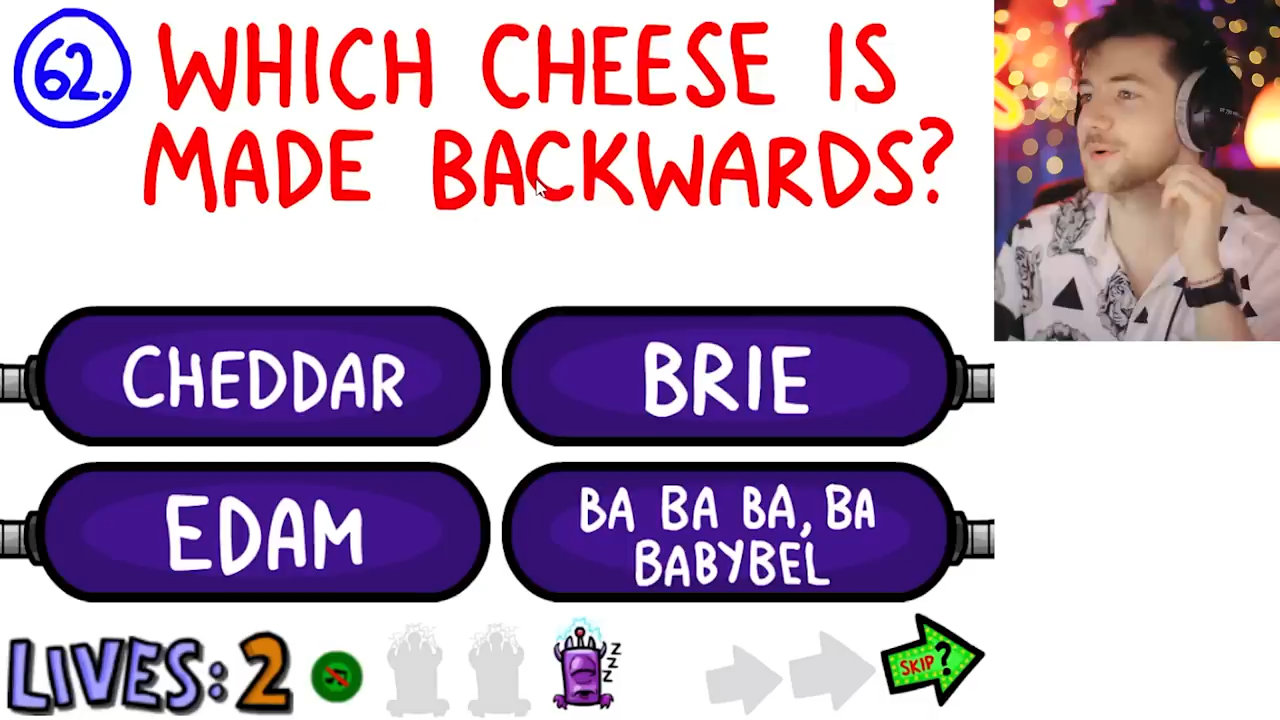 62. WHICH CHEESE IS
MADE BACKWARDS?
CHEDDAR
BRIE
EDAM
BA BA BA, BA
BABYBEL
LIVES: 2
Z
Z
Z
SKIP?